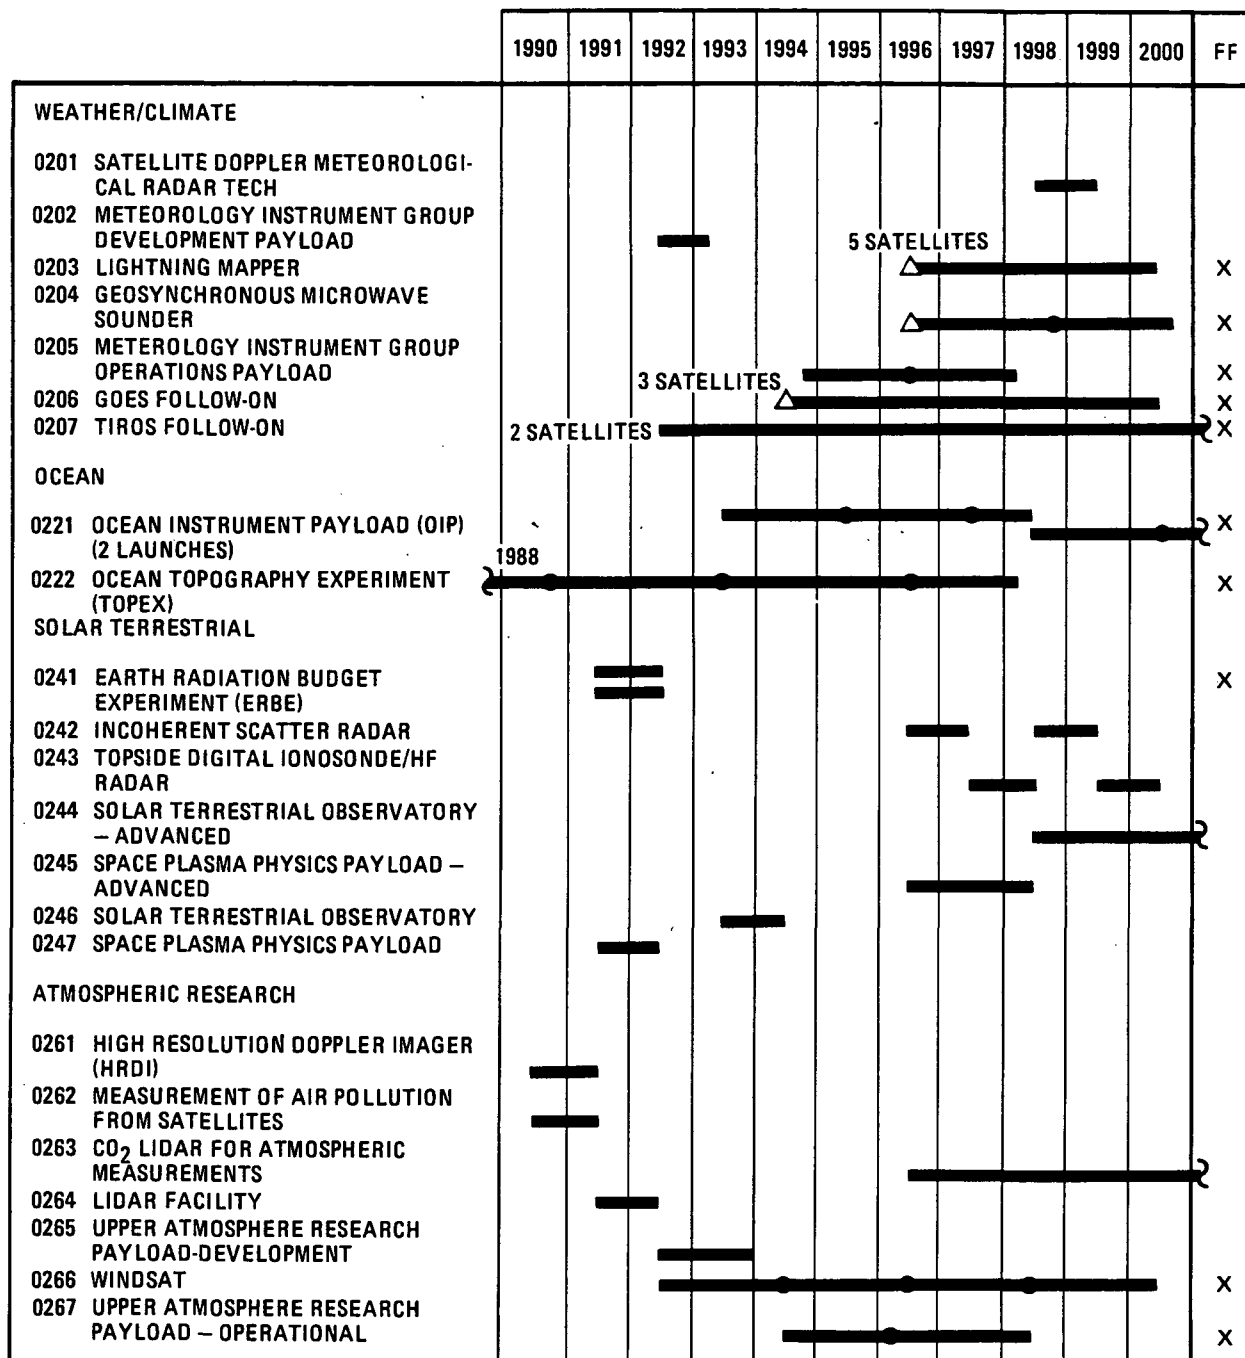 1990 1991 1992 1993 1994 1995 1996 1997 1998 1999 2000 FF
WEATHER/CLIMATE
0201 SATELLITE DOPPLER METEOROLOGI-
CAL RADAR TECH
0202 METEOROLOGY INSTRUMENT GROUP
DEVELOPMENT PAYLOAD
5 SATELLITES
0203 LIGHTNING MAPPER X
0204 GEOSYNCHRONOUS MICROWAVE
SOUNDER X
0205 METEROLOGY INSTRUMENT GROUP
OPERATIONS PAYLOAD X
3 SATELLITES
0206 GOES FOLLOW-ON X
0207 TIROS FOLLOW-ON 2 SATELLITES X
OCEAN
0221 OCEAN INSTRUMENT PAYLOAD (OIP) X
(2 LAUNCHES)
1988
0222 OCEAN TOPOGRAPHY EXPERIMENT X
(TOPEX)
SOLAR TERRESTRIAL
0241 EARTH RADIATION BUDGET X
EXPERIMENT (ERBE)
0242 INCOHERENT SCATTER RADAR
0243 TOPSIDE DIGITAL IONOSONDE/HF
RADAR
0244 SOLAR TERRESTRIAL OBSERVATORY
– ADVANCED
0245 SPACE PLASMA PHYSICS PAYLOAD –
ADVANCED
0246 SOLAR TERRESTRIAL OBSERVATORY
0247 SPACE PLASMA PHYSICS PAYLOAD
ATMOSPHERIC RESEARCH
0261 HIGH RESOLUTION DOPPLER IMAGER
(HRDI)
0262 MEASUREMENT OF AIR POLLUTION
FROM SATELLITES
0263 CO2 LIDAR FOR ATMOSPHERIC
MEASUREMENTS
0264 LIDAR FACILITY
0265 UPPER ATMOSPHERE RESEARCH
PAYLOAD-DEVELOPMENT
0266 WINDSAT X
0267 UPPER ATMOSPHERE RESEARCH
PAYLOAD – OPERATIONAL X